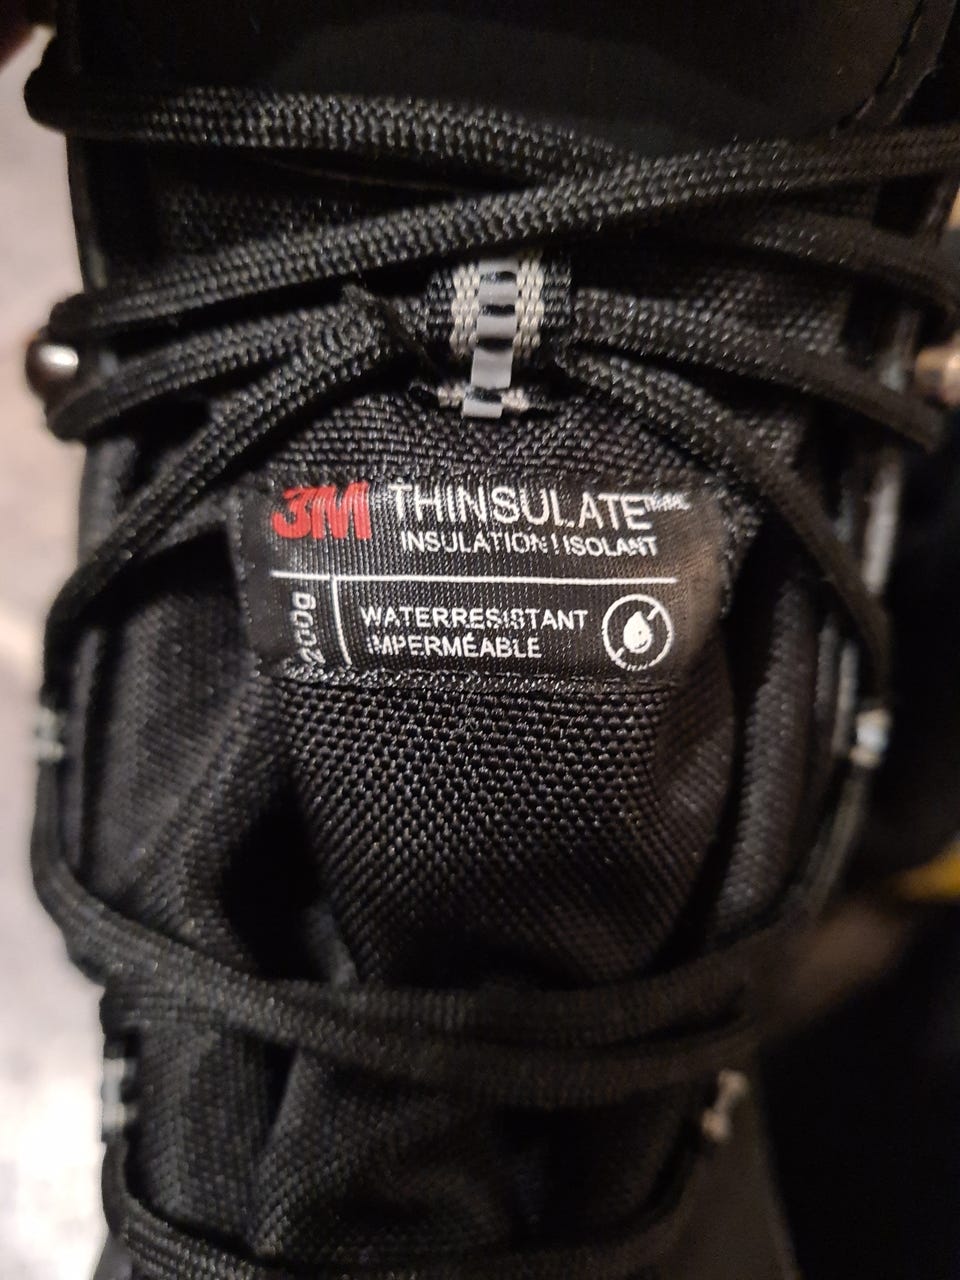 3M THINSULATE™
INSULATION | ISOLANT
200g
WATERRESISTANT
IMPERMÉABLE